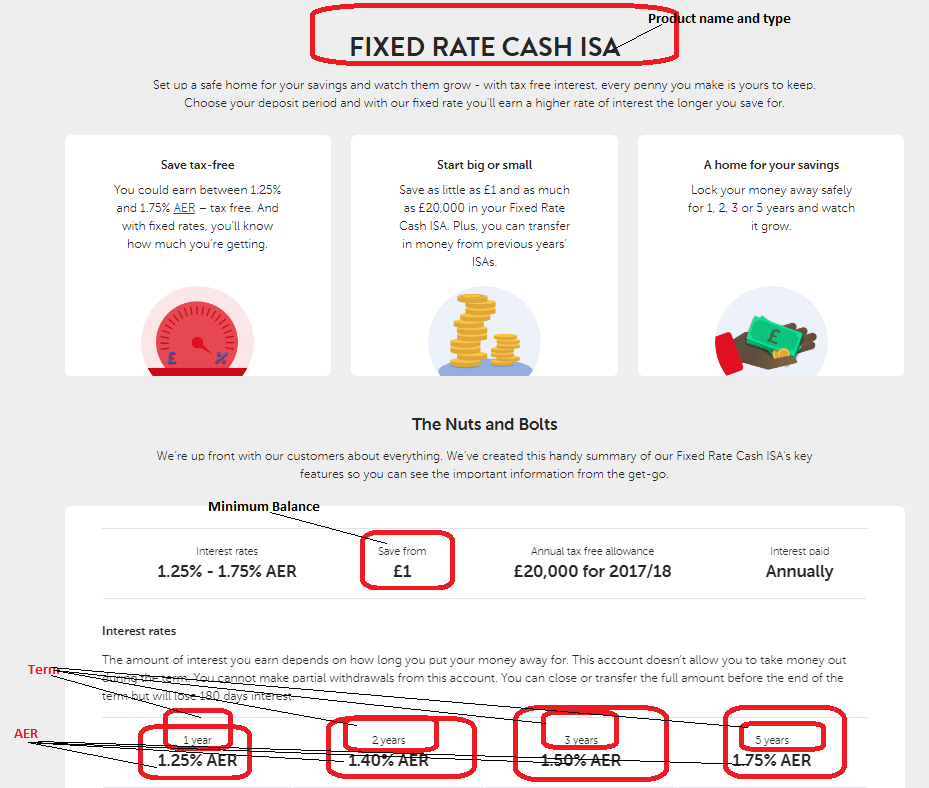 Product name and type
FIXED RATE CASH ISA
Set up a safe home for your savings and watch them grow - with tax free interest, every penny you make is yours to keep.
Choose your deposit period and with our fixed rate you'll earn a higher rate of interest the longer you save for.
Save tax-free
You could earn between 1.25%
and 1.75% AER – tax free. And
with fixed rates, you'll know
how much you're getting.
£ %
Start big or small
Save as little as £1 and as much
as £20,000 in your Fixed Rate
Cash ISA. Plus, you can transfer
in money from previous years'
ISAs.
A home for your savings
Lock your money away safely
for 1, 2, 3 or 5 years and watch
it grow.
£
The Nuts and Bolts
We're up front with our customers about everything. We've created this handy summary of our Fixed Rate Cash ISA's key
features so you can see the important information from the get-go.
Minimum Balance
Interest rates
1.25% - 1.75% AER
Save from
£1
Annual tax free allowance
£20,000 for 2017/18
Interest paid
Annually
Interest rates
The amount of interest you earn depends on how long you put your money away for. This account doesn't allow you to take money out
during the term. You cannot make partial withdrawals from this account. You can close or transfer the full amount before the end of the
term but will lose 180 days interest.
Term
AER
1 year
1.25% AER
2 years
1.40% AER
3 years
1.50% AER
5 years
1.75% AER